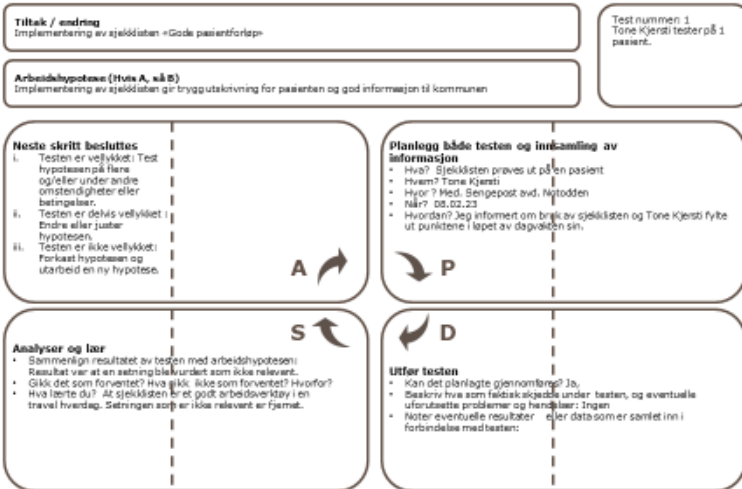 Tiltak / endring
Implementering av sjekklisten «Gode pasientforløp»
Test nummer: 1
Tone Kjersti tester på 1
pasient.
Arbeidshypotese (Hvis A, så B)
Implementering av sjekklisten gir trygg utskrivning for pasienten og god informasjon til kommunen
Neste skritt besluttes
i. Testen er vellykket: Test
hypotesen på flere
og/eller under andre
omstendigheter eller
betingelser.
ii. Testen er delvis vellykket :
Endre eller juster
hypotesen.
iii. Testen er ikke vellykket:
Forkast hypotesen og
utarbeid en ny hypotese.
A
Planlegg både testen og innsamling av
informasjon
• Hva? Sjekklisten prøves ut på en pasient
• Hvem? Tone Kjersti
• Hvor ? Med. Sengepost avd. Notodden
• Når? 08.02.23
• Hvordan? Jeg informert om bruk av sjekklisten og Tone Kjersti fylte
ut punktene i løpet av dagvakten sin.
P
S
Analyser og lær
• Sammenlign resultatet av testen med arbeidshypotesen:
Resultat var at en setning ble vurdert som ikke relevant.
• Gikk det som forventet? Hva gikk ikke som forventet? Hvorfor?
• Hva lærte du? At sjekklisten er et godt arbeidsverktøy i en
travel hverdag. Setningen som er ikke relevant er fjernet.
D
Utfør testen
• Kan det planlagte gjennomføres? Ja,
• Beskriv hva som faktisk skjedde under testen, og eventuelle
uforutsette problemer og hendelser: Ingen
• Noter eventuelle resultater eller data som er samlet inn i
forbindelse med testen: